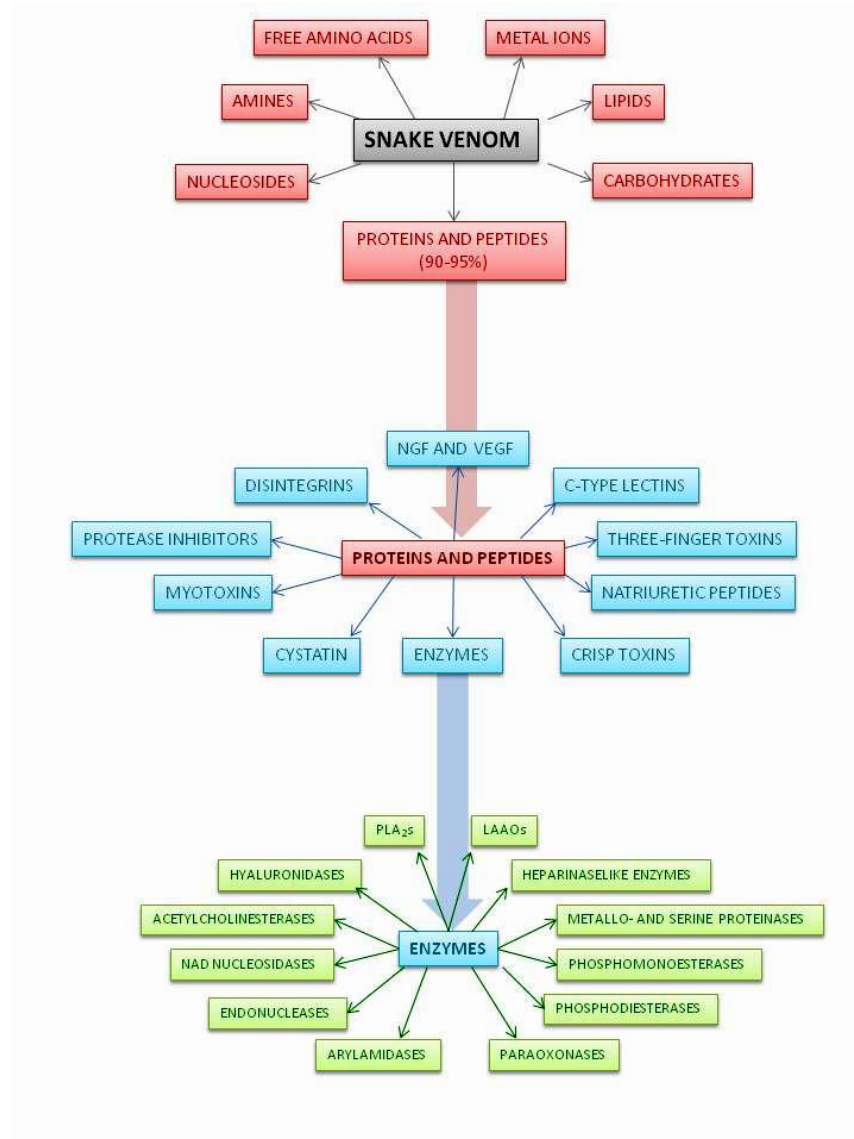 FREE AMINO ACIDS
METAL IONS
AMINES
LIPIDS
SNAKE VENOM
NUCLEOSIDES
CARBOHYDRATES
PROTEINS AND PEPTIDES
(90-95%)
NGF AND VEGF
DISINTEGRINS
C-TYPE LECTINS
PROTEASE INHIBITORS
THREE-FINGER TOXINS
PROTEINS AND PEPTIDES
MYOTOXINS
NATRIURETIC PEPTIDES
CYSTATIN
ENZYMES
CRISP TOXINS
PLA₂s
LAAOs
HYALURONIDASES
HEPARINASELIKE ENZYMES
ACETYLCHOLINESTERASES
METALLO- AND SERINE PROTEINASES
ENZYMES
NAD NUCLEOSIDASES
PHOSPHOMONOESTERASES
ENDONUCLEASES
PHOSPHODIESTERASES
ARYLAMIDASES
PARAOXONASES